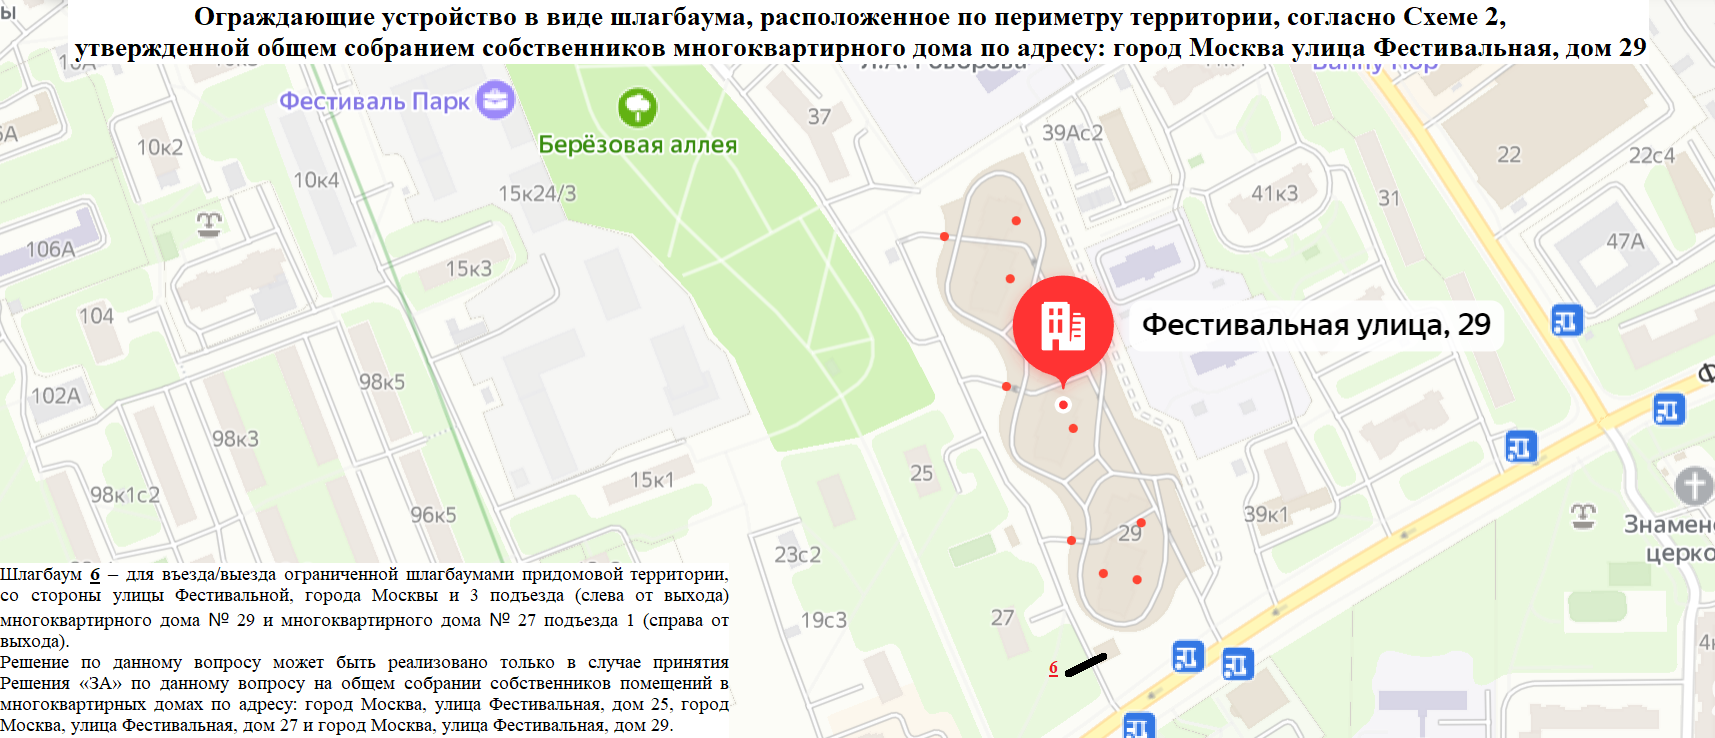 Ограждающие устройство в виде шлагбаума, расположенное по периметру территории, согласно Схеме 2,
утвержденной общем собранием собственников многоквартирного дома по адресу: город Москва улица Фестивальная, дом 29
Фестиваль Парк
Берёзовая аллея
37
39Ас2
22
22с4
10к2
10к4
15к24/3
41к3
31
47А
106А
15к3
104
Фестивальная улица, 29
102А
98к5
98к3
98к1с2
96к5
15к1
25
29
39к1
23с2
19с3
27
Знамен
церко
Шлагбаум 6 – для въезда/выезда ограниченной шлагбаумами придомовой территории,
со стороны улицы Фестивальной, города Москвы и 3 подъезда (слева от выхода)
многоквартирного дома № 29 и многоквартирного дома № 27 подъезда 1 (справа от
выхода).
Решение по данному вопросу может быть реализовано только в случае принятия
Решения «ЗА» по данному вопросу на общем собрании собственников помещений в
многоквартирных домах по адресу: город Москва, улица Фестивальная, дом 25, город
Москва, улица Фестивальная, дом 27 и город Москва, улица Фестивальная, дом 29.
6